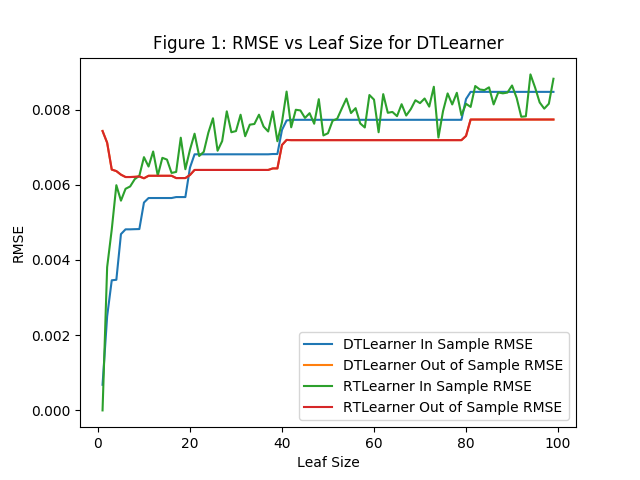 Figure 1: RMSE vs Leaf Size for DTLearner
0.008
0.006
0.004
0.002
0.000
RMSE
DTLearner In Sample RMSE
DTLearner Out of Sample RMSE
RTLearner In Sample RMSE
RTLearner Out of Sample RMSE
0 20 40 60 80 100
Leaf Size